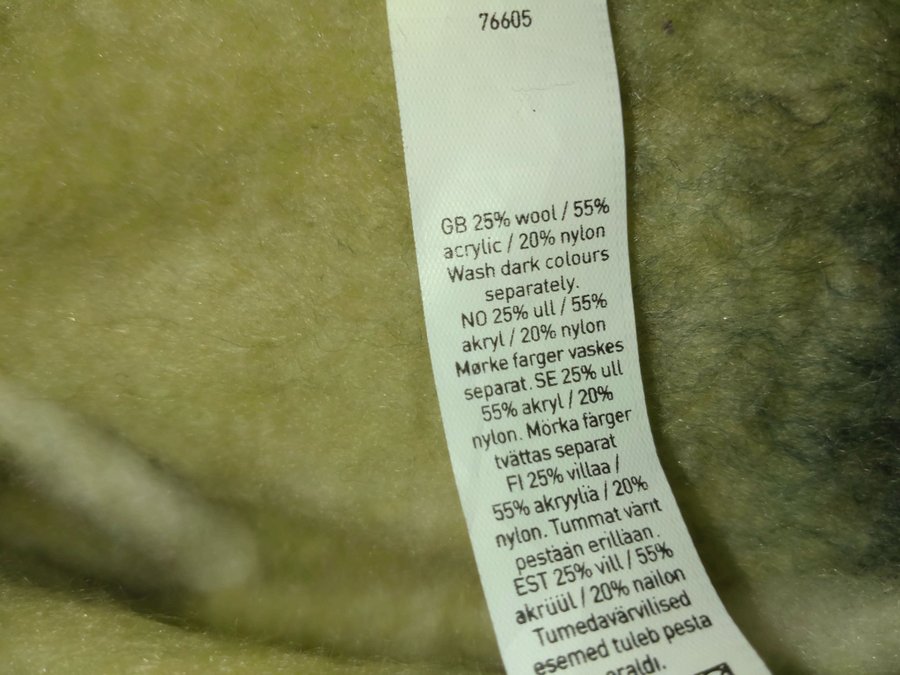 76605
GB 25% wool / 55%
acrylic / 20% nylon
Wash dark colours
separately.
NO 25% ull / 55%
akryl / 20% nylon
Mørke farger vaskes
separat. SE 25% ull
55% akryl / 20%
nylon. Mörka färger
tvättas separat
FI 25% villaa /
55% akryyliä / 20%
nylon. Tummat värit
pestään erillään.
EST 25% vill / 55%
akrüül / 20% nailon
Tumedavärvilised
esemed tuleb pesta